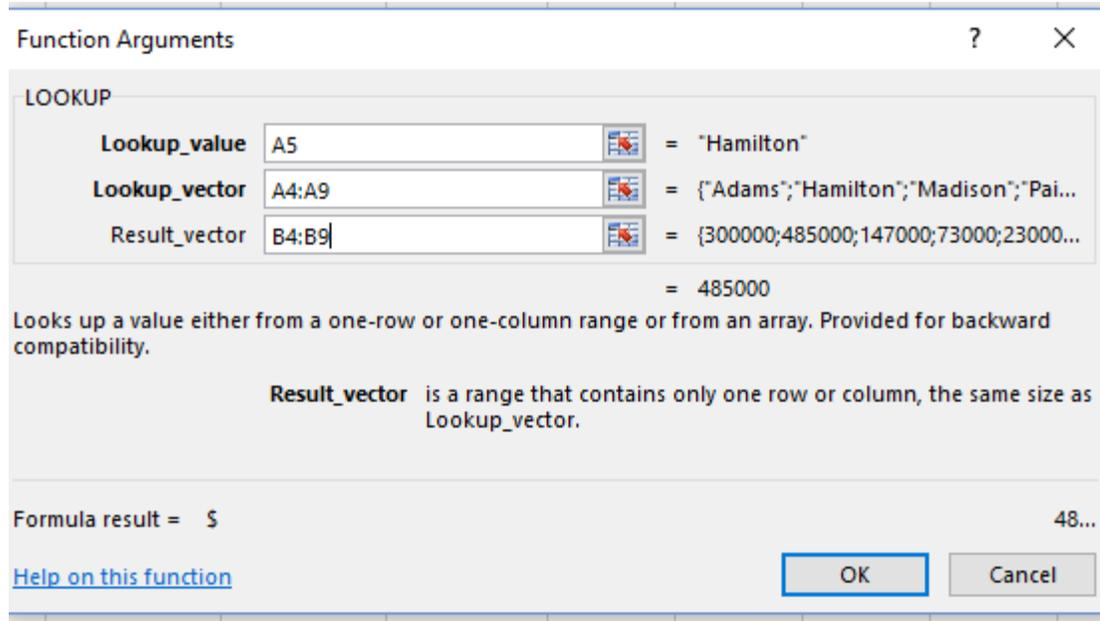 Function Arguments ? ×
LOOKUP
Lookup_value A5 = "Hamilton"
Lookup_vector A4:A9 = {"Adams";"Hamilton";"Madison";"Pai...
Result_vector B4:B9 = {300000;485000;147000;73000;23000...
= 485000
Looks up a value either from a one-row or one-column range or from an array. Provided for backward
compatibility.
Result_vector is a range that contains only one row or column, the same size as
Lookup_vector.
Formula result = $ 48...
Help on this function OK Cancel